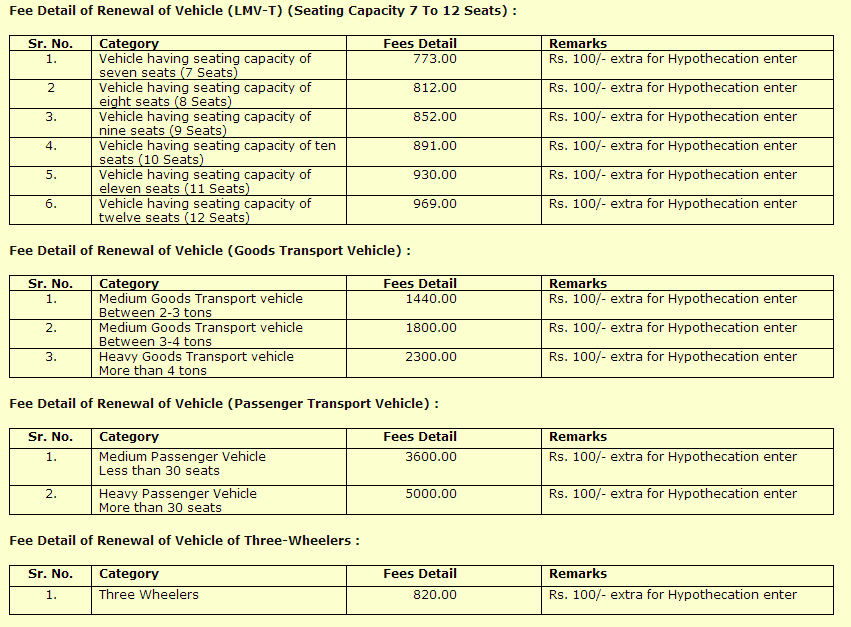 Fee Detail of Renewal of Vehicle (LMV-T) (Seating Capacity 7 To 12 Seats) :
Sr. No. Category Fees Detail Remarks
1. Vehicle having seating capacity of 773.00 Rs. 100/- extra for Hypothecation enter
seven seats (7 Seats)
2 Vehicle having seating capacity of 812.00 Rs. 100/- extra for Hypothecation enter
eight seats (8 Seats)
3. Vehicle having seating capacity of 852.00 Rs. 100/- extra for Hypothecation enter
nine seats (9 Seats)
4. Vehicle having seating capacity of ten 891.00 Rs. 100/- extra for Hypothecation enter
seats (10 Seats)
5. Vehicle having seating capacity of 930.00 Rs. 100/- extra for Hypothecation enter
eleven seats (11 Seats)
6. Vehicle having seating capacity of 969.00 Rs. 100/- extra for Hypothecation enter
twelve seats (12 Seats)
Fee Detail of Renewal of Vehicle (Goods Transport Vehicle) :
Sr. No. Category Fees Detail Remarks
1. Medium Goods Transport vehicle 1440.00 Rs. 100/- extra for Hypothecation enter
Between 2-3 tons
2. Medium Goods Transport vehicle 1800.00 Rs. 100/- extra for Hypothecation enter
Between 3-4 tons
3. Heavy Goods Transport vehicle 2300.00 Rs. 100/- extra for Hypothecation enter
More than 4 tons
Fee Detail of Renewal of Vehicle (Passenger Transport Vehicle) :
Sr. No. Category Fees Detail Remarks
1. Medium Passenger Vehicle 3600.00 Rs. 100/- extra for Hypothecation enter
Less than 30 seats
2. Heavy Passenger Vehicle 5000.00 Rs. 100/- extra for Hypothecation enter
More than 30 seats
Fee Detail of Renewal of Vehicle of Three-Wheelers :
Sr. No. Category Fees Detail Remarks
1. Three Wheelers 820.00 Rs. 100/- extra for Hypothecation enter